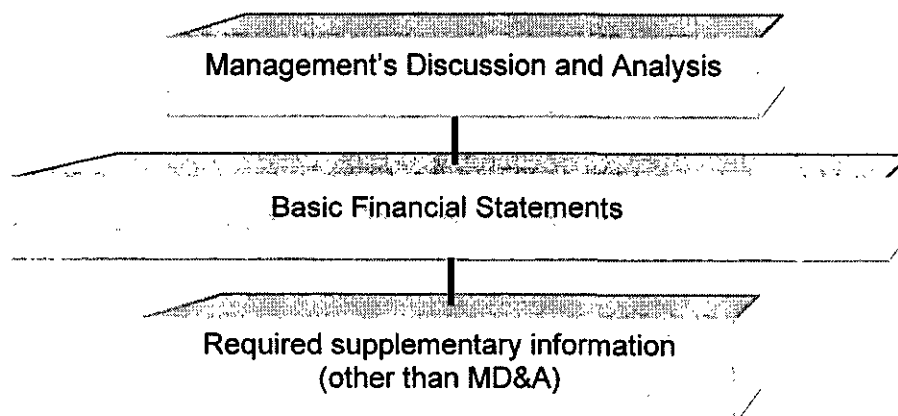 Management's Discussion and Analysis
Basic Financial Statements
Required supplementary information
(other than MD&A)